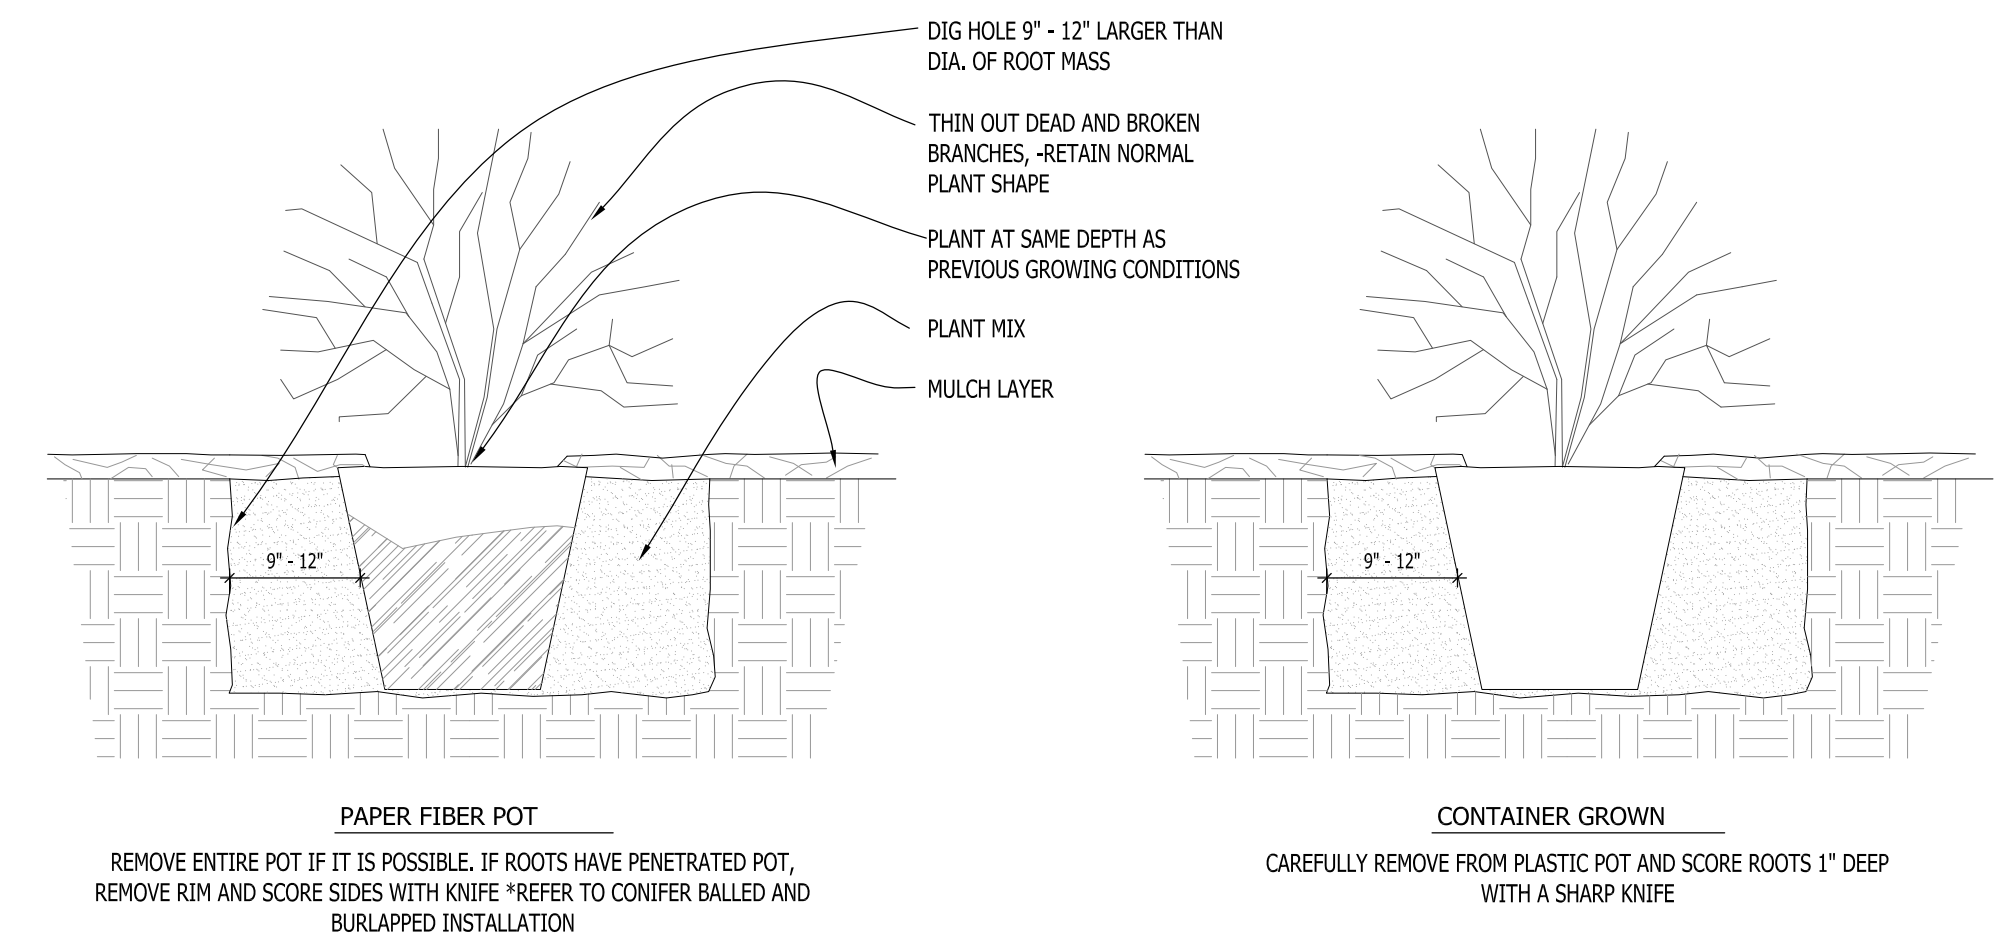 DIG HOLE 9" - 12" LARGER THAN
DIA. OF ROOT MASS
THIN OUT DEAD AND BROKEN
BRANCHES, -RETAIN NORMAL
PLANT SHAPE
PLANT AT SAME DEPTH AS
PREVIOUS GROWING CONDITIONS
PLANT MIX
MULCH LAYER
9" - 12"
9" - 12"
PAPER FIBER POT
REMOVE ENTIRE POT IF IT IS POSSIBLE. IF ROOTS HAVE PENETRATED POT,
REMOVE RIM AND SCORE SIDES WITH KNIFE *REFER TO CONIFER BALLED AND
BURLAPPED INSTALLATION
CONTAINER GROWN
CAREFULLY REMOVE FROM PLASTIC POT AND SCORE ROOTS 1" DEEP
WITH A SHARP KNIFE